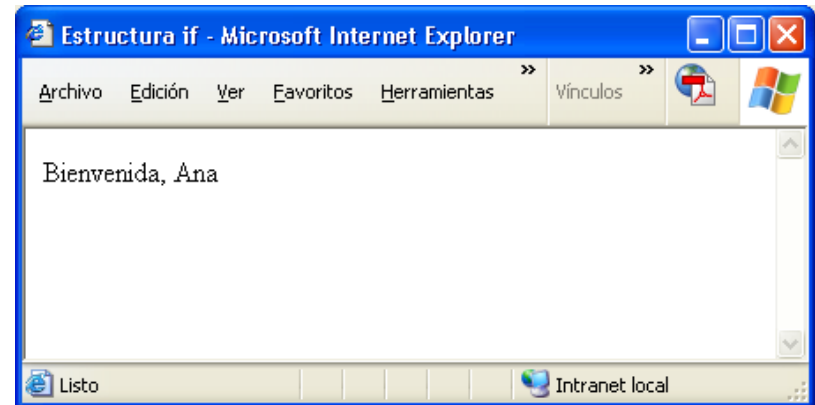 Estructura if - Microsoft Internet Explorer
Archivo Edición Ver Favoritos Herramientas » Vínculos »
Bienvenida, Ana
Listo Intranet local